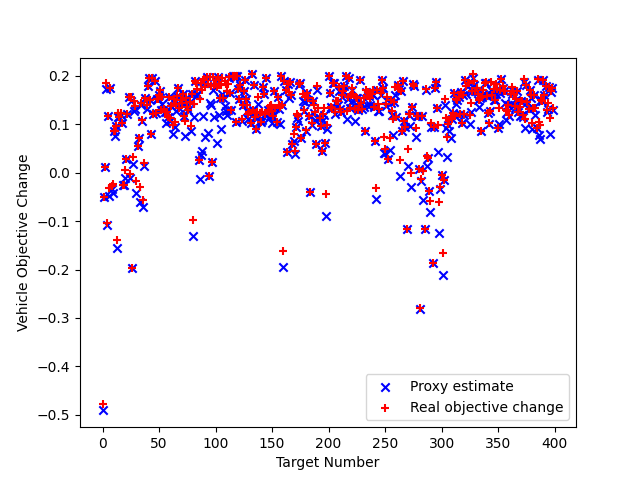 Vehicle Objective Change
0.2
0.1
0.0
−0.1
−0.2
−0.3
−0.4
−0.5
Proxy estimate
Real objective change
0 50 100 150 200 250 300 350 400
Target Number